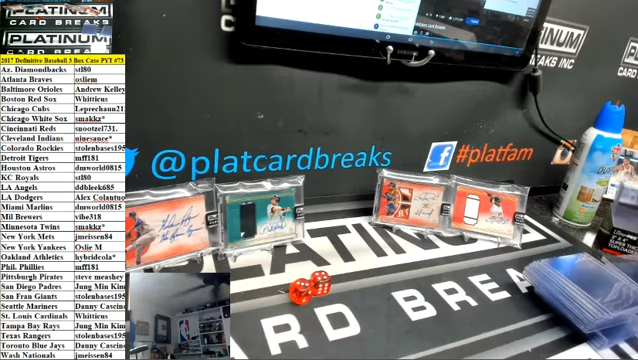 PLATINUM
CARD BREAKS
PLATINUM
CARD BREAKS
2017 Definitive Baseball 3 Box Case PYT #73
Az. Diamondbacks stl80
Atlanta Braves osliem
Baltimore Orioles Andrew Kelley
Boston Red Sox Whitticus
Chicago Cubs Leprechaun21
Chicago White Sox smakkz*
Cincinnati Reds snootzel731.
Cleveland Indians ninesauce*
Colorado Rockies stolenbases195
Detroit Tigers mff181
Houston Astros dmworld0815
KC Royals stl80
LA Angels ddbleek685
LA Dodgers Alex Colantuo
Miami Marlins dmworld0815
Mil Brewers vibe318
Minnesota Twins smakkz*
New York Mets jmeissen84
New York Yankees Oslie M
Oakland Athletics hybridcola*
Phil. Phillies mff181
Pittsburgh Pirates steve meashey
San Diego Padres Jung Min Kim
San Fran Giants stolenbases195
Seattle Mariners Danny Cascino
St. Louis Cardinals Whitticus
Tampa Bay Rays Jung Min Kim
Texas Rangers stolenbases195
Toronto Blue Jays Danny Cascino
Wash Nationals jmeissen84
SAMSUNG
PLATINUM
BREAKS INC
@platcardbreaks
#platfam
PLATINUM
CARD BREAKS